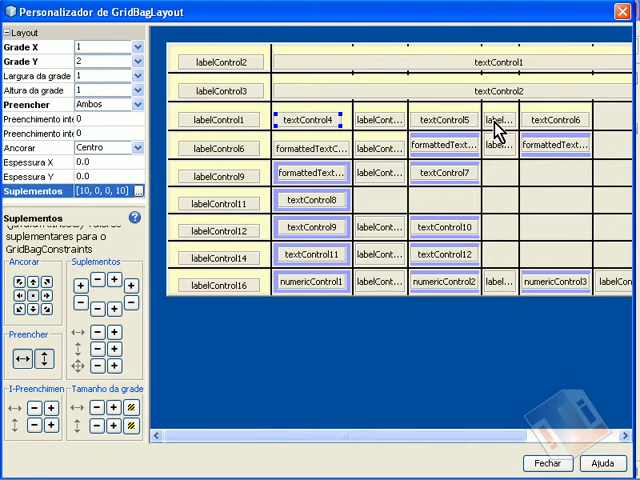 Personalizador de GridBagLayout
Layout
Grade X 1
Grade Y 2
Largura da grade 1
Altura da grade 1
Preencher Ambos
Preenchimento inte 0
Preenchimento inte 0
Ancorar Centro
Espessura X 0.0
Espessura Y 0.0
Suplementos [10, 0, 0, 10] ...
Suplementos
suplementares para o
GridBagConstraints
Ancorar Suplementos
Preencher
I-Preenchimen Tamanho da grade
labelControl2 textControl1
labelControl3 textControl2
labelControl1 textControl4 labelCont... textControl5 label... textControl6
labelControl6 formattedTextC... labelCont... formattedText... label... formattedText...
labelControl9 formattedText... labelCont... textControl7
labelControl11 textControl8
labelControl12 textControl9 labelCont... textControl10
labelControl14 textControl11 labelCont... textControl12
labelControl16 numericControl1 labelCont... numericControl2 label... numericControl3 labelCont
Fechar Ajuda